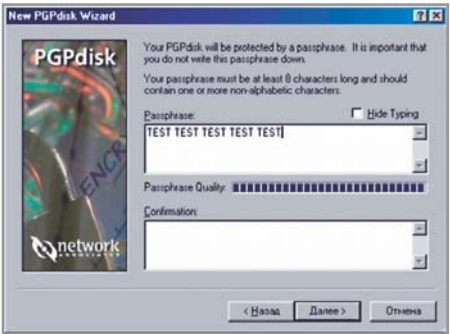 New PGPdisk Wizard
PGPdisk
Your PGPdisk will be protected by a passphrase. It is important that
you do not write this passphrase down.
Your passphrase must be at least 8 characters long and should
contain one or more non-alphabetic characters.
Passphrase:
Hide Typing
TEST TEST TEST TEST TEST
Passphrase Quality:
Confirmation:
ENCR
network
ASSOCIATES
< Назад
Далее >
Отмена